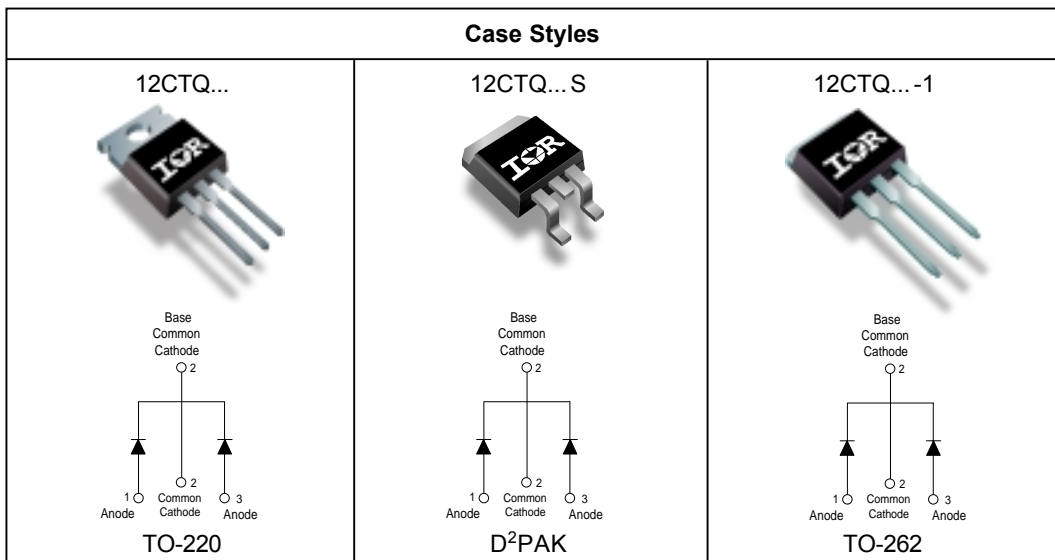 Case Styles
12CTQ...
IOR
Base
Common
Cathode
2
2
1
Anode
Common
Cathode
3
Anode
TO-220
12CTQ... S
IOR
Base
Common
Cathode
2
2
1
Anode
Common
Cathode
3
Anode
D²PAK
12CTQ... -1
IOR
Base
Common
Cathode
2
2
1
Anode
Common
Cathode
3
Anode
TO-262